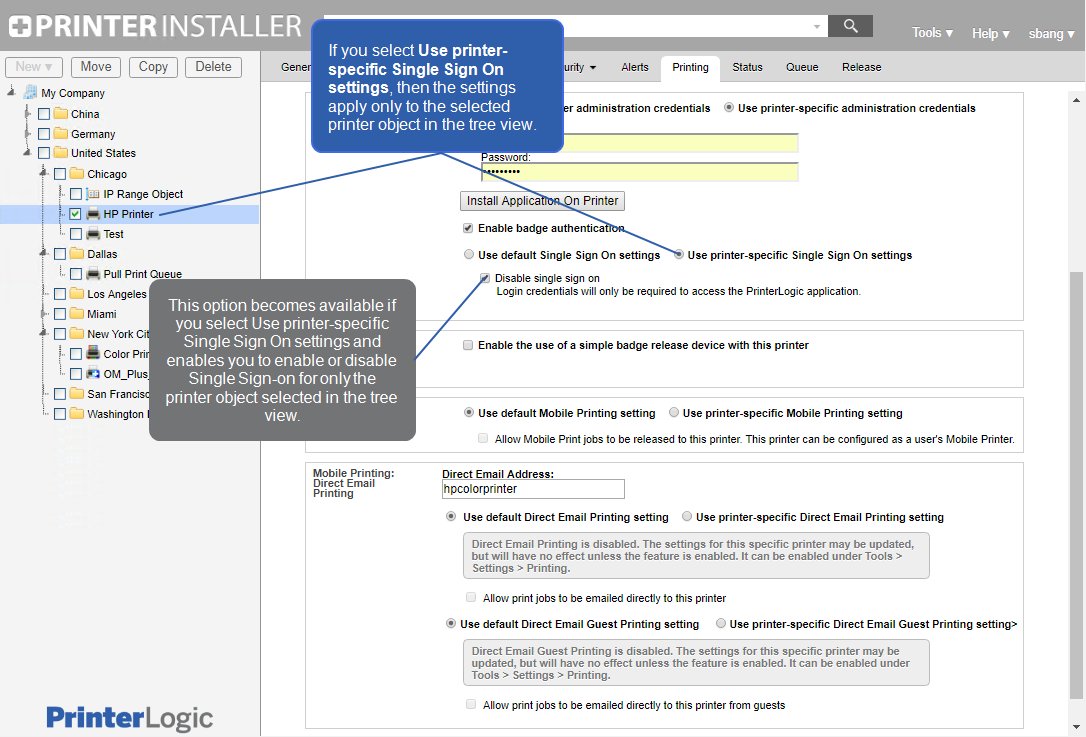 PRINTER INSTALLER
Tools ▾ Help ▾ sbang ▾
New ▾ Move Copy Delete
My Company
China
Germany
United States
Chicago
IP Range Object
HP Printer
Test
Dallas
Pull Print Queue
Los Angeles
Miami
New York Cit
Color Prin
OM_Plus_
San Francisc
Washington
PrinterLogic
Gener urity ▾ Alerts Printing Status Queue Release
If you select Use printer-
specific Single Sign On
settings, then the settings
apply only to the selected
printer object in the tree view.
er administration credentials Use printer-specific administration credentials
Password:
•••••••••
Install Application On Printer
Enable badge authentication
Use default Single Sign On settings Use printer-specific Single Sign On settings
Disable single sign on
Login credentials will only be required to access the PrinterLogic application.
This option becomes available if
you select Use printer-specific
Single Sign On settings and
enables you to enable or disable
Single Sign-on for only the
printer object selected in the tree
view.
Enable the use of a simple badge release device with this printer
Use default Mobile Printing setting Use printer-specific Mobile Printing setting
Allow Mobile Print jobs to be released to this printer. This printer can be configured as a user's Mobile Printer.
Mobile Printing:
Direct Email
Printing
Direct Email Address:
hpcolorprinter
Use default Direct Email Printing setting Use printer-specific Direct Email Printing setting
Direct Email Printing is disabled. The settings for this specific printer may be updated,
but will have no effect unless the feature is enabled. It can be enabled under Tools >
Settings > Printing.
Allow print jobs to be emailed directly to this printer
Use default Direct Email Guest Printing setting Use printer-specific Direct Email Guest Printing setting>
Direct Email Guest Printing is disabled. The settings for this specific printer may be
updated, but will have no effect unless the feature is enabled. It can be enabled under
Tools > Settings > Printing.
Allow print jobs to be emailed directly to this printer from guests